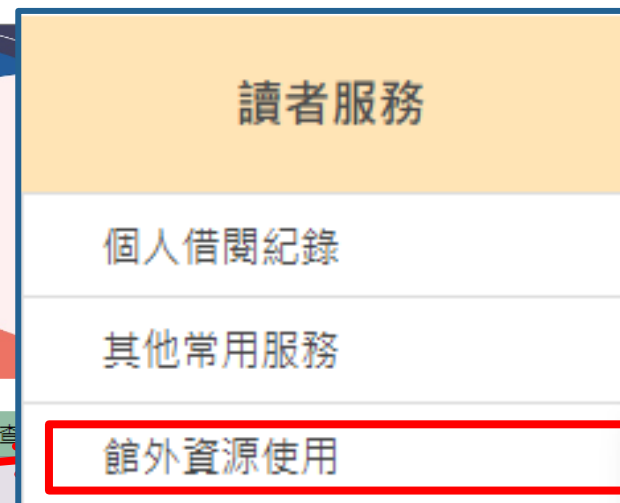 讀者服務
個人借閱紀錄
其他常用服務
館外資源使用
查